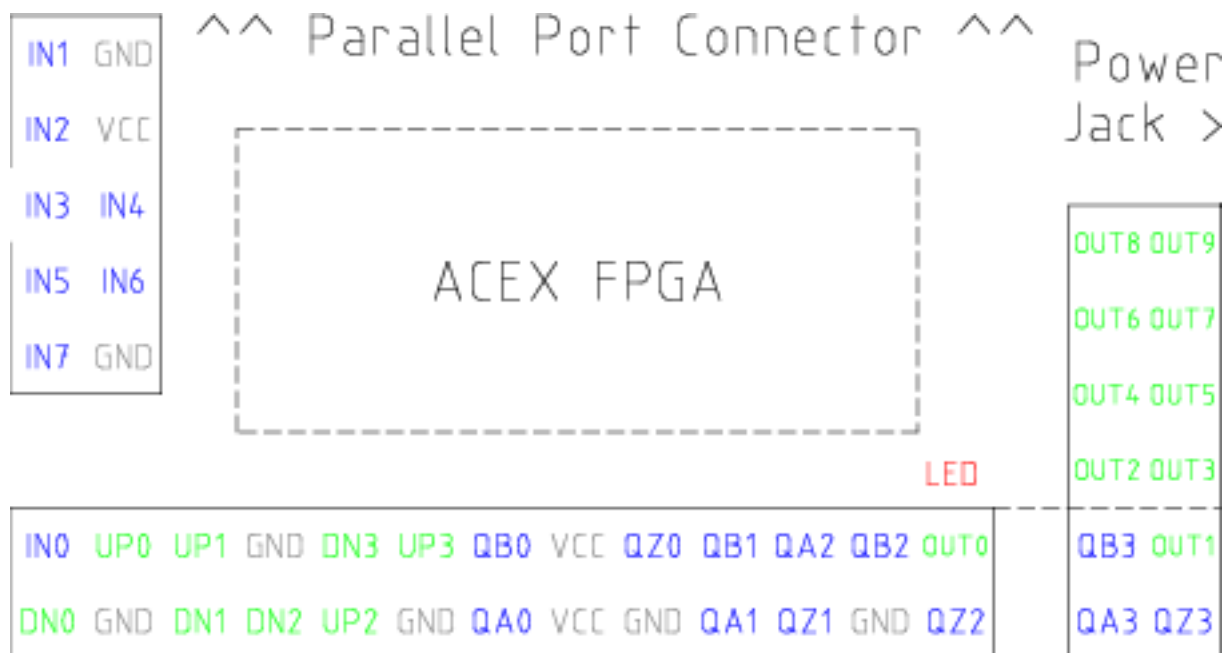 ^^ Parallel Port Connector ^^
Power
Jack >
IN1 GND
IN2 VCC
IN3 IN4
IN5 IN6
IN7 GND
ACEX FPGA
OUT8 OUT9
OUT6 OUT7
OUT4 OUT5
OUT2 OUT3
LED
IN0 UP0 UP1 GND DN3 UP3 QB0 VCC QZ0 QB1 QA2 QB2 OUT0
DN0 GND DN1 DN2 UP2 GND QA0 VCC GND QA1 QZ1 GND QZ2
QB3 OUT1
QA3 QZ3